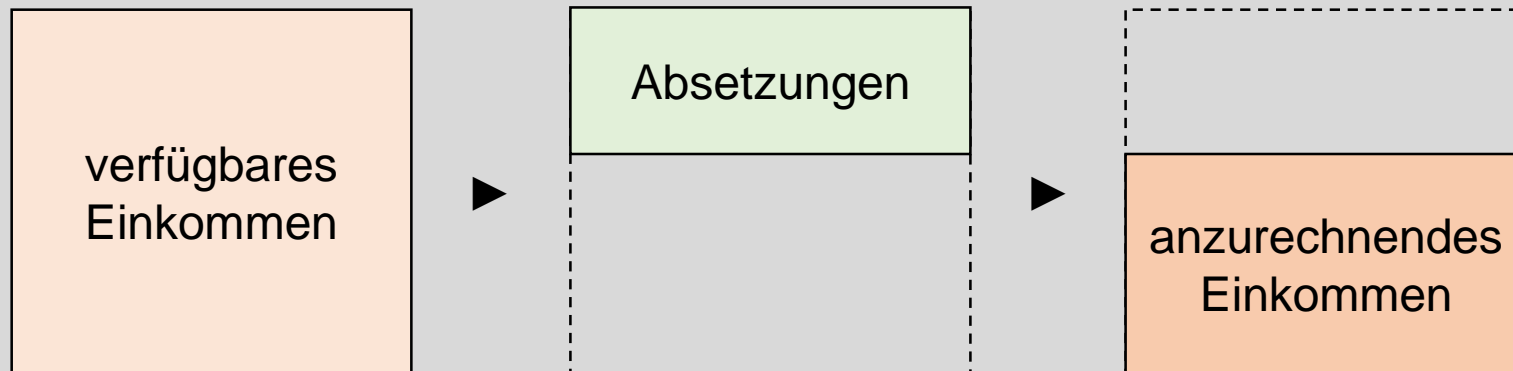 verfügbares
Einkommen
Absetzungen
anzurechnendes
Einkommen